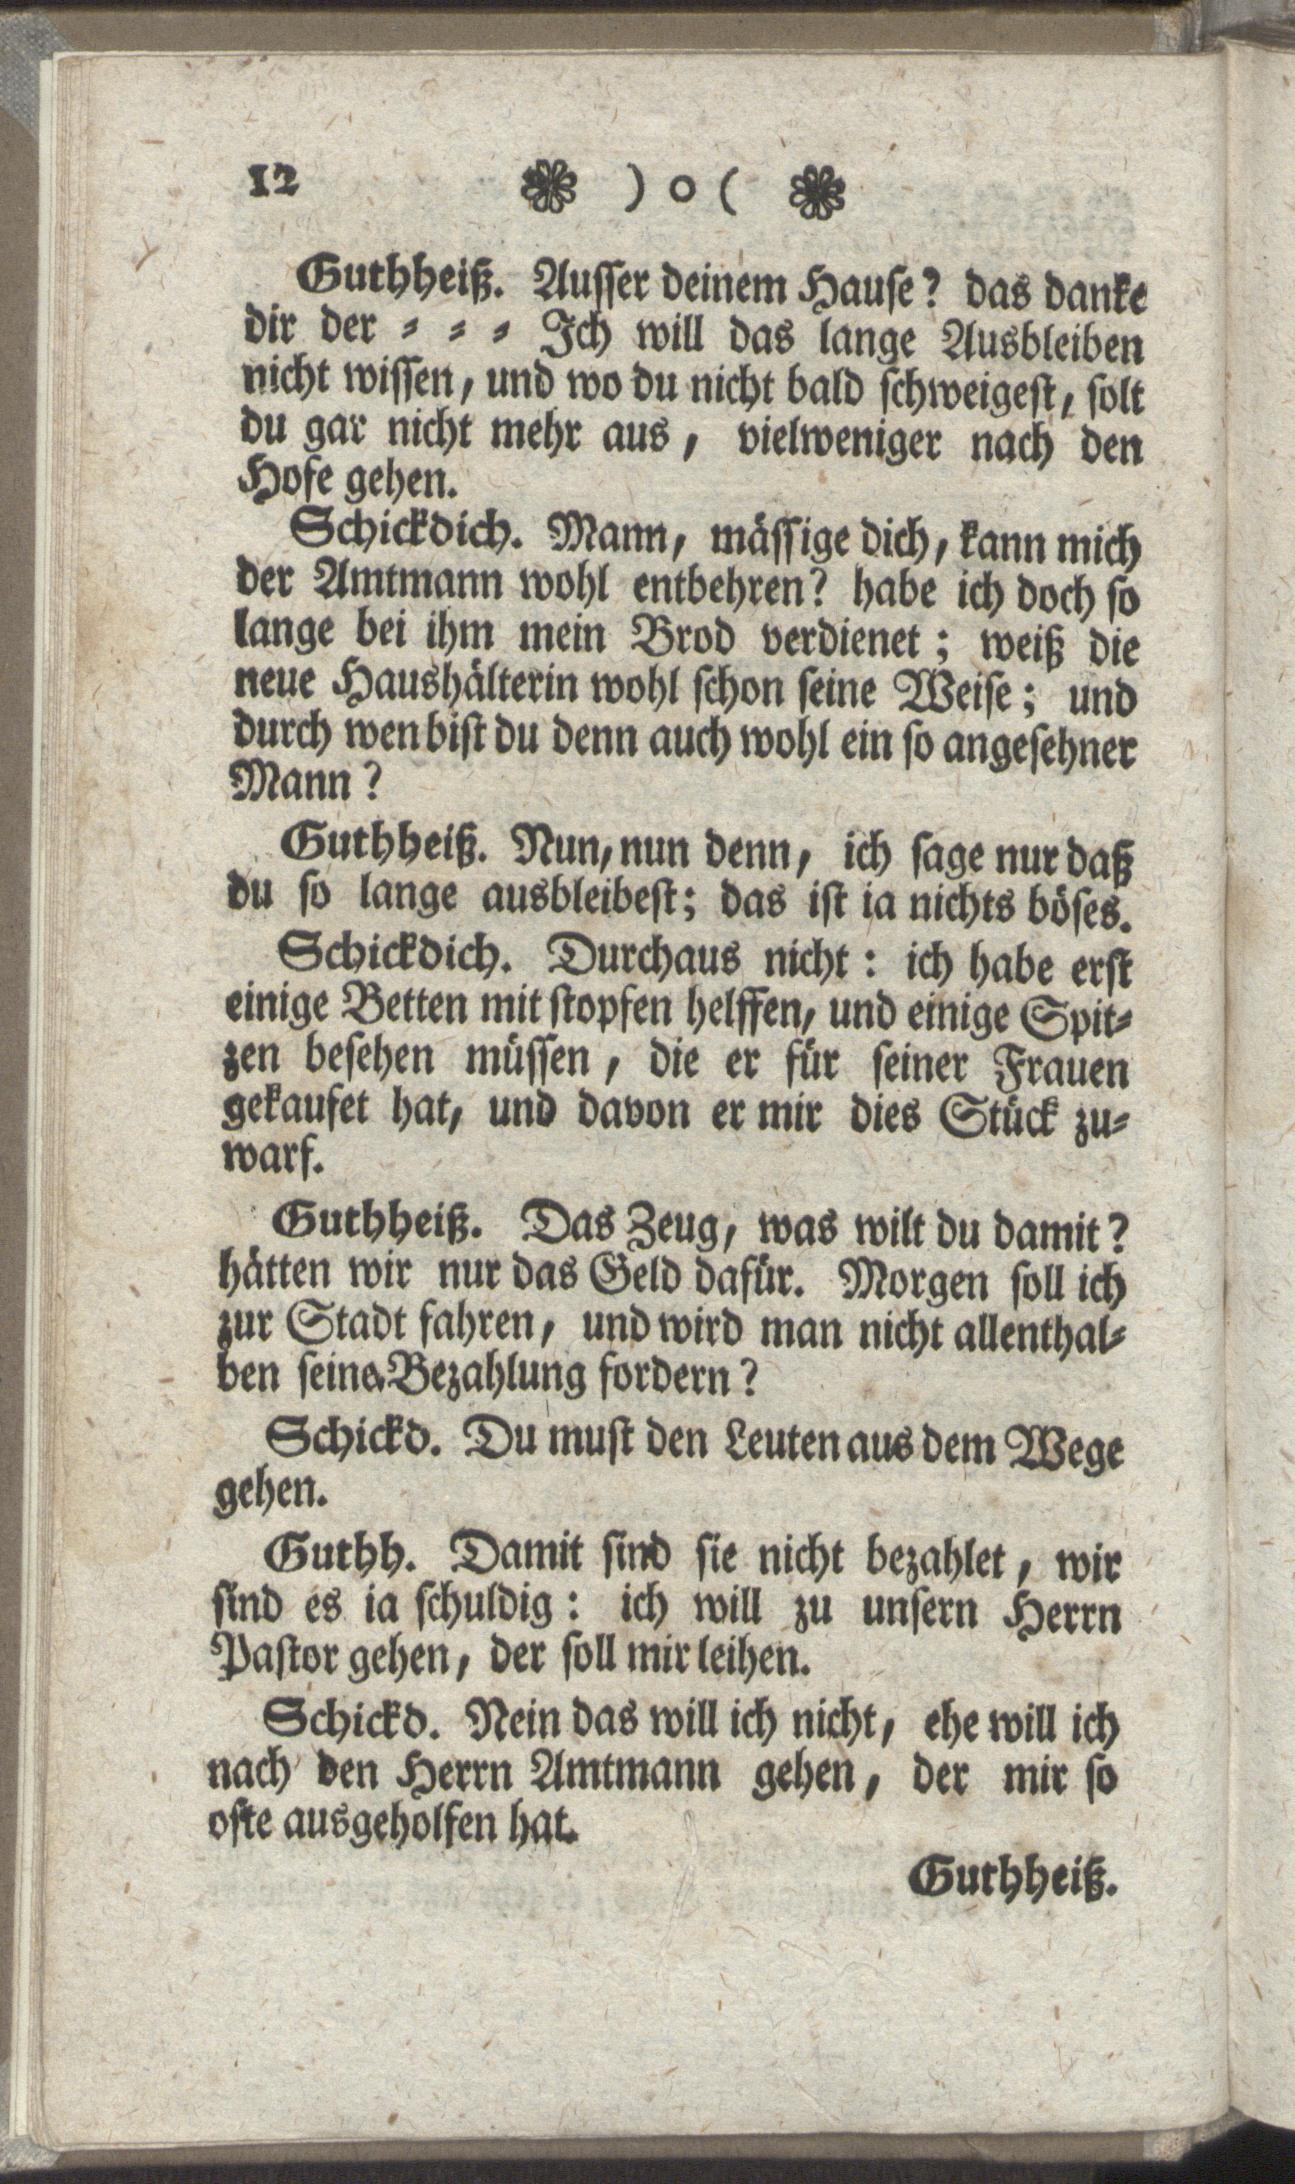 12 ❀ ) o ( ❀
Guthheiß. Ausser deinem Hause? das danke
dir der ⸗ ⸗ ⸗ Ich will das lange Ausbleiben
nicht wissen, und wo du nicht bald schweigest, solt
du gar nicht mehr aus, vielweniger nach den
Hofe gehen.
Schickdich. Mann, mässige dich, kann mich
der Amtmann wohl entbehren? habe ich doch so
lange bei ihm mein Brod verdienet; weiß die
neue Haushälterin wohl schon seine Weise; und
durch wen bist du denn auch wohl ein so angesehner
Mann?
Guthheiß. Nun, nun denn, ich sage nur daß
du so lange ausbleibest; das ist ja nichts böses.
Schickdich. Durchaus nicht: ich habe erst
einige Betten mit stopfen helffen, und einige Spit⸗
zen besehen müssen, die er für seiner Frauen
gekaufet hat, und davon er mir dies Stück zu⸗
warf.
Guthheiß. Das Zeug, was wilt du damit?
hätten wir nur das Geld dafür. Morgen soll ich
zur Stadt fahren, und wird man nicht allenthal⸗
ben seine Bezahlung fordern?
Schickd. Du must den Leuten aus dem Wege
gehen.
Guthh. Damit sind sie nicht bezahlet, wir
sind es ja schuldig: ich will zu unsern Herrn
Pastor gehen, der soll mir leihen.
Schickd. Nein das will ich nicht, ehe will ich
nach den Herrn Amtmann gehen, der mir so
ofte ausgeholfen hat.
Guthheiß.